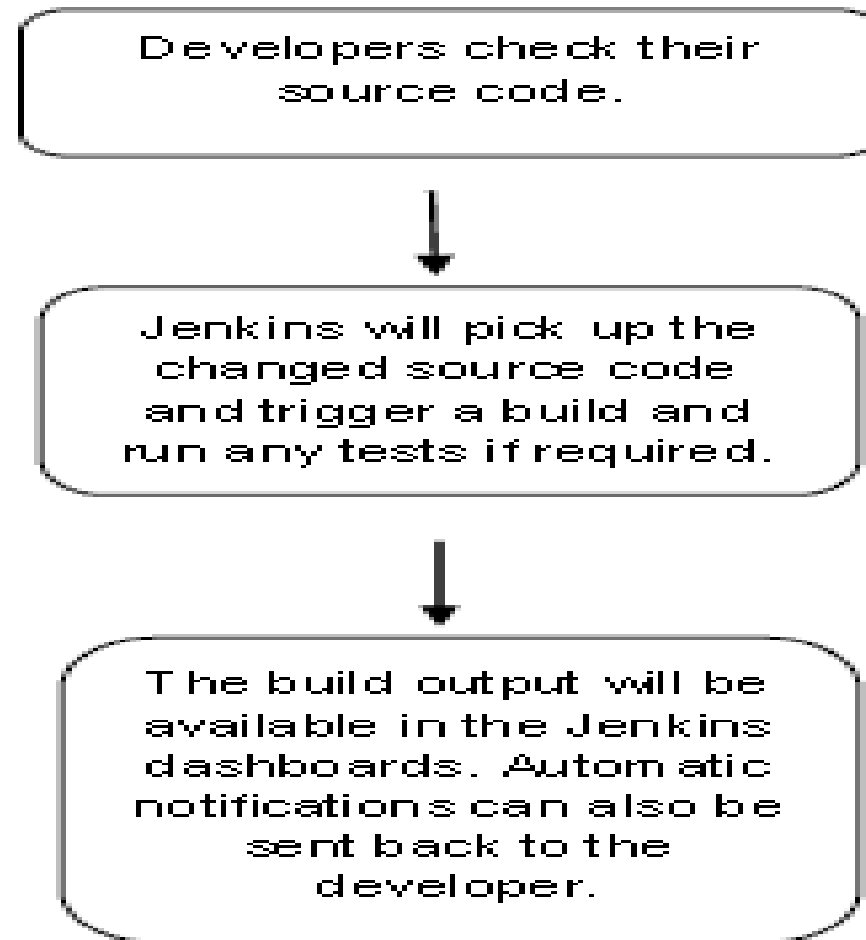 Developers check their
source code.
Jenkins will pick up the
changed source code
and trigger a build and
run any tests if required.
The build output will be
available in the Jenkins
dashboards. Automatic
notifications can also be
sent back to the
developer.